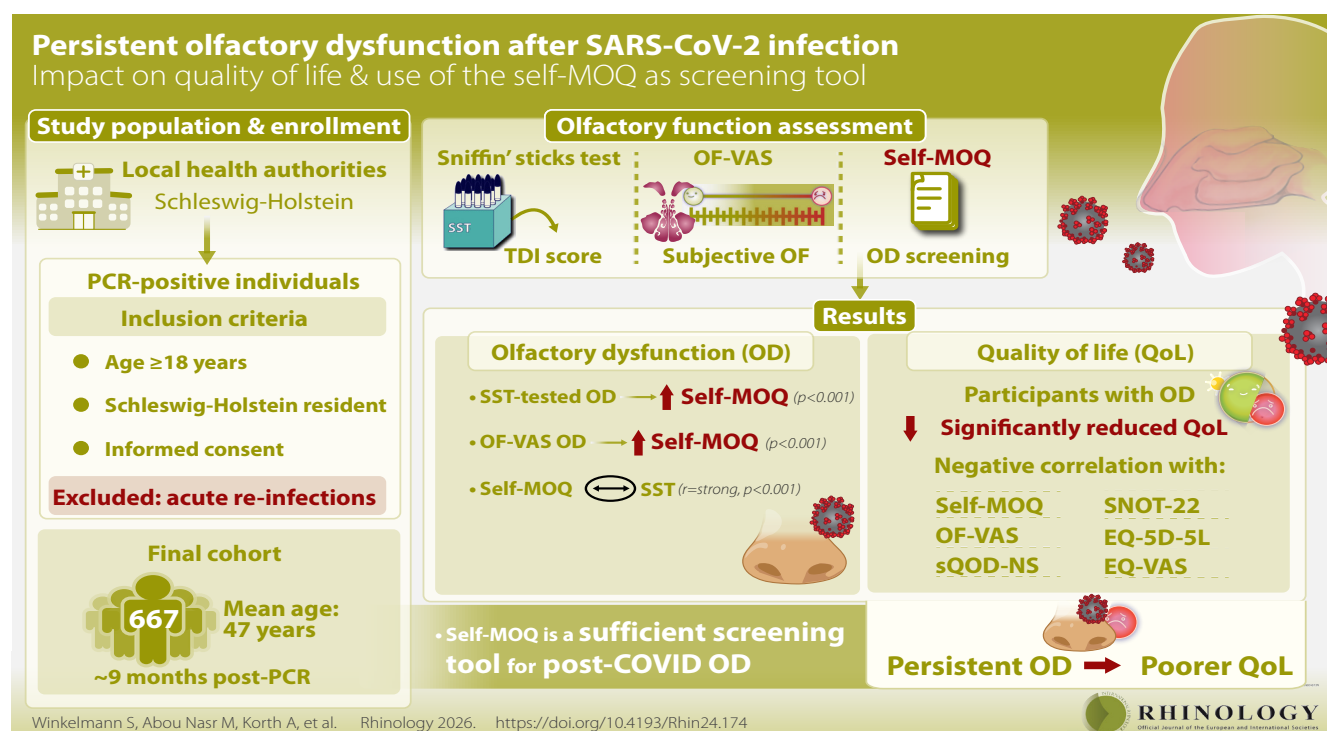 Persistent olfactory dysfunction after SARS-CoV-2 infection
Impact on quality of life & use of the self-MOQ as screening tool
Study population & enrollment
Local health authorities
Schleswig-Holstein
PCR-positive individuals
Inclusion criteria
Age ≥18 years
Schleswig-Holstein resident
Informed consent
Excluded: acute re-infections
Final cohort
667
Mean age:
47 years
~9 months post-PCR
Olfactory function assessment
Sniffin' sticks test
SST
TDI score
OF-VAS
Subjective OF
Self-MOQ
OD screening
Results
Olfactory dysfunction (OD)
• SST-tested OD → ↑ Self-MOQ (p<0.001)
• OF-VAS OD → ↑ Self-MOQ (p<0.001)
• Self-MOQ ↔ SST (r=strong, p<0.001)
Quality of life (QoL)
Participants with OD
↓ Significantly reduced QoL
Negative correlation with:
Self-MOQ SNOT-22
OF-VAS EQ-5D-5L
sQOD-NS EQ-VAS
• Self-MOQ is a sufficient screening
tool for post-COVID OD
Persistent OD → Poorer QoL
Winkelmann S, Abou Nasr M, Korth A, et al. Rhinology 2026. https://doi.org/10.4193/Rhin24.174
RHINOLOGY
Official Journal of the European and International Societies